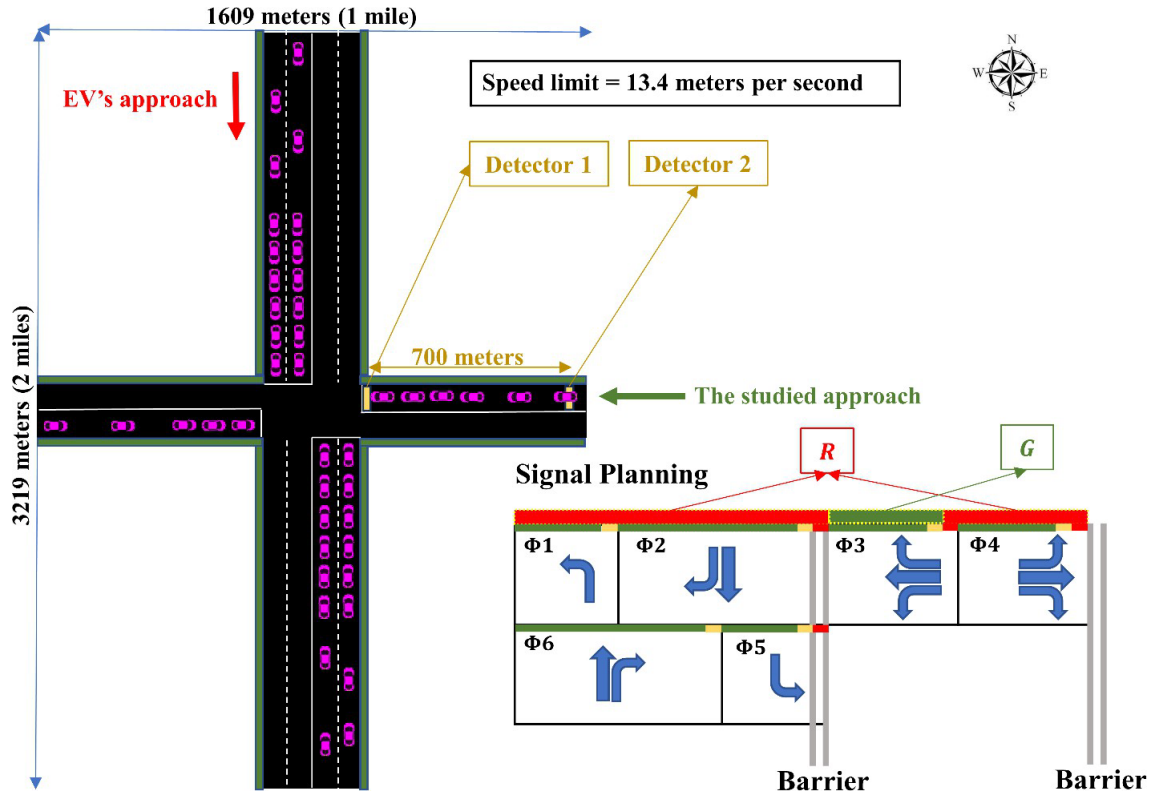 1609 meters (1 mile)
EV's approach
Speed limit = 13.4 meters per second
N
W E
S
Detector 1 Detector 2
700 meters
The studied approach
3219 meters (2 miles)
Signal Planning
R G
Φ1 Φ2 Φ3 Φ4
Φ6 Φ5
Barrier Barrier